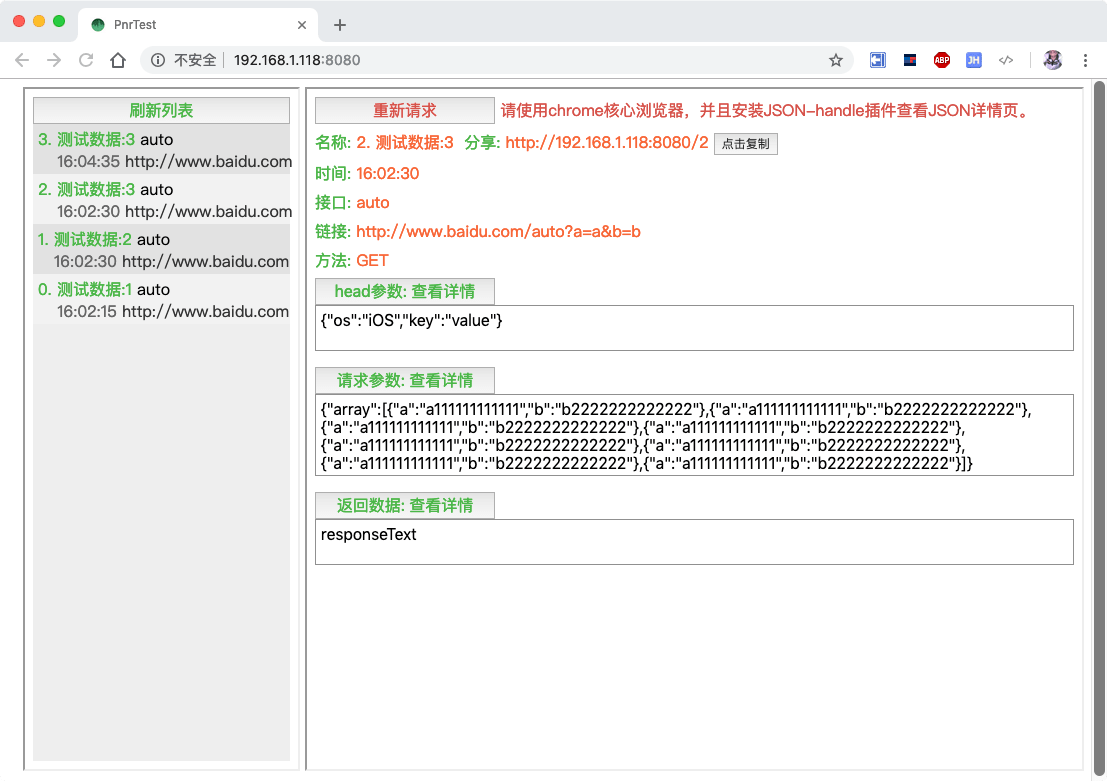 PnrTest
不安全 192.168.1.118:8080
ABP
JH
刷新列表
3. 测试数据:3 auto
16:04:35 http://www.baidu.com
2. 测试数据:3 auto
16:02:30 http://www.baidu.com
1. 测试数据:2 auto
16:02:30 http://www.baidu.com
0. 测试数据:1 auto
16:02:15 http://www.baidu.com
重新请求 请使用chrome核心浏览器，并且安装JSON-handle插件查看JSON详情页。
名称: 2. 测试数据:3 分享: http://192.168.1.118:8080/2 点击复制
时间: 16:02:30
接口: auto
链接: http://www.baidu.com/auto?a=a&b=b
方法: GET
head参数: 查看详情
{"os":"iOS","key":"value"}
请求参数: 查看详情
{"array":[{"a":"a111111111111","b":"b2222222222222"},{"a":"a111111111111","b":"b2222222222222"},
{"a":"a111111111111","b":"b2222222222222"},{"a":"a111111111111","b":"b2222222222222"},
{"a":"a111111111111","b":"b2222222222222"},{"a":"a111111111111","b":"b2222222222222"},
{"a":"a111111111111","b":"b2222222222222"},{"a":"a111111111111","b":"b2222222222222"}]}
返回数据: 查看详情
responseText